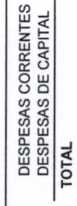 DESPESAS CORRENTES
DESPESAS DE CAPITAL
TOTAL